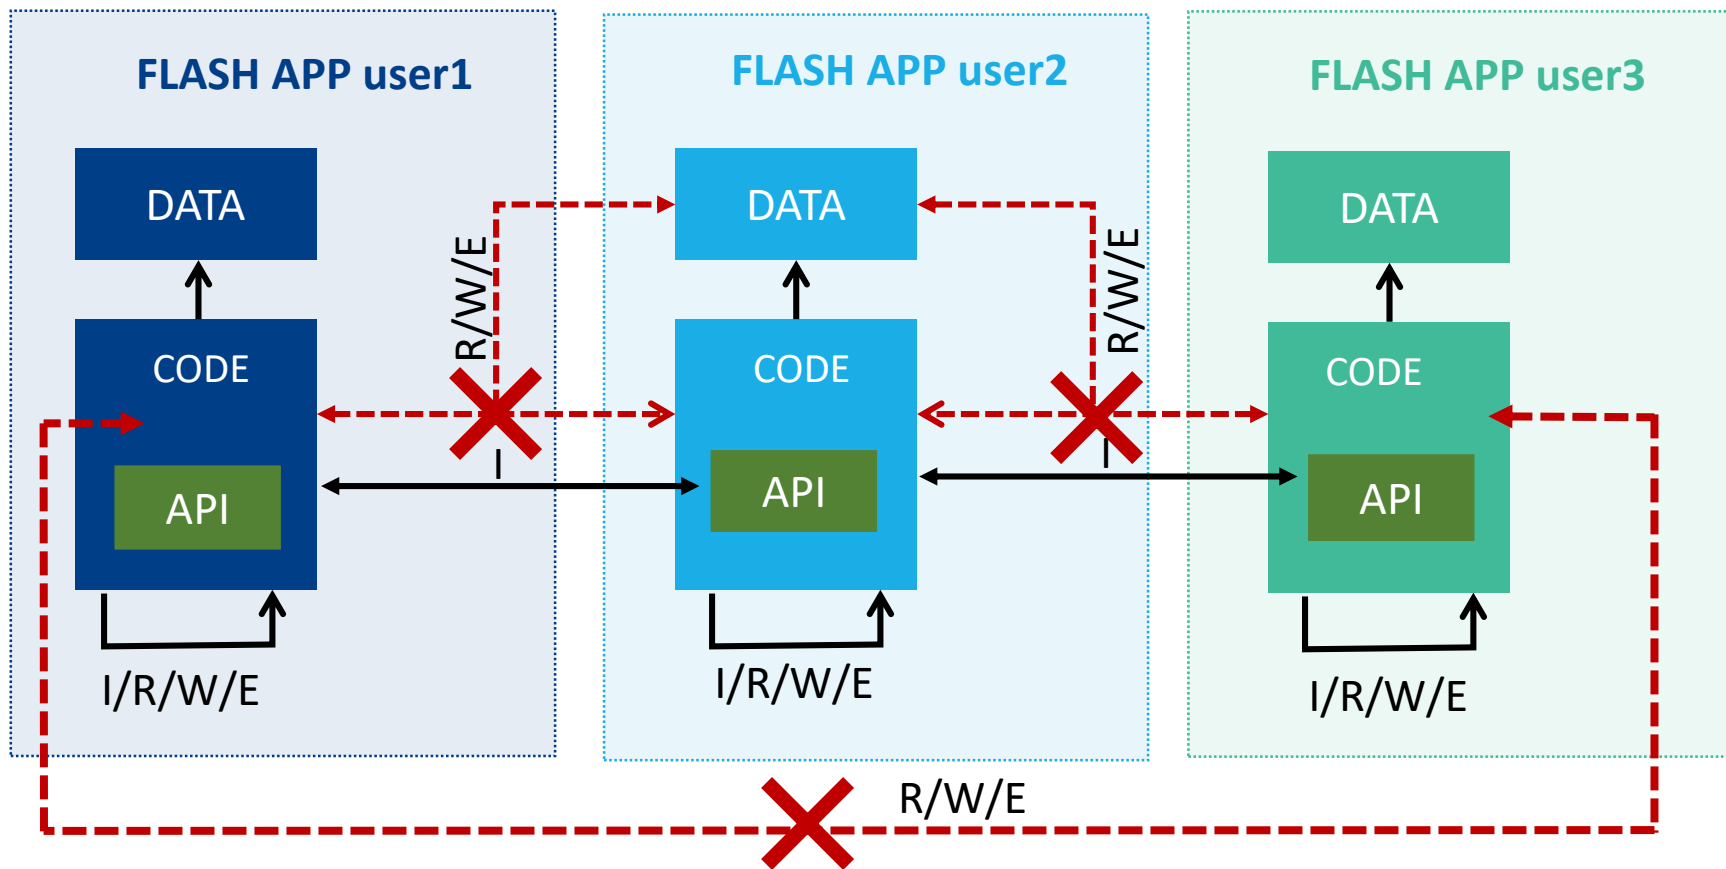 FLASH APP user1
FLASH APP user2
FLASH APP user3
DATA
DATA
DATA
R/W/E
R/W/E
CODE
CODE
CODE
I
I
API
API
API
I/R/W/E
I/R/W/E
I/R/W/E
R/W/E